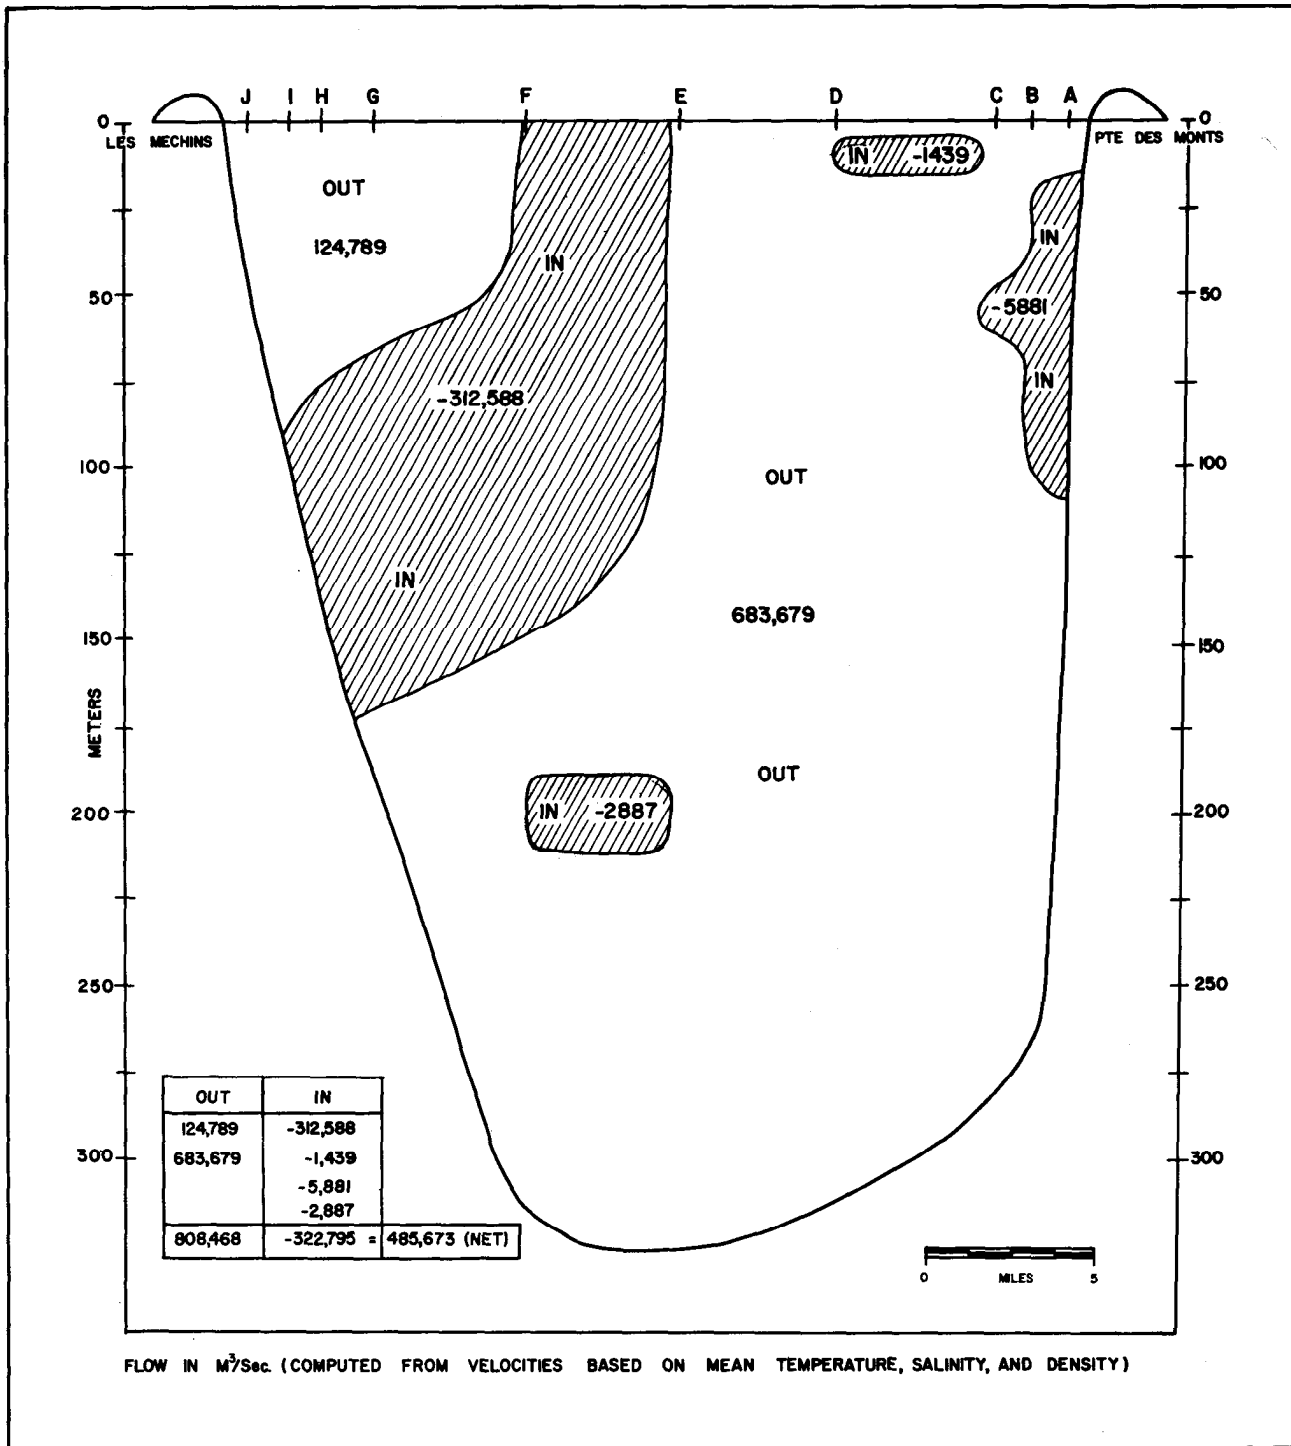 J I H G F E D C B A
0 0
LES MECHINS PTE DES MONTS
IN -1439
OUT
124,789
IN
IN
50 -5881 50
IN
-312,588
100 OUT 100
IN
683,679
150 150
METERS
OUT
200 IN -2887 200
250 250
OUT IN
124,789 -312,588
683,679 -1,439
-5,881
-2,887
808,468 -322,795 = 485,673 (NET)
300 300
0 MILES 5
FLOW IN M³/Sec. (COMPUTED FROM VELOCITIES BASED ON MEAN TEMPERATURE, SALINITY, AND DENSITY)